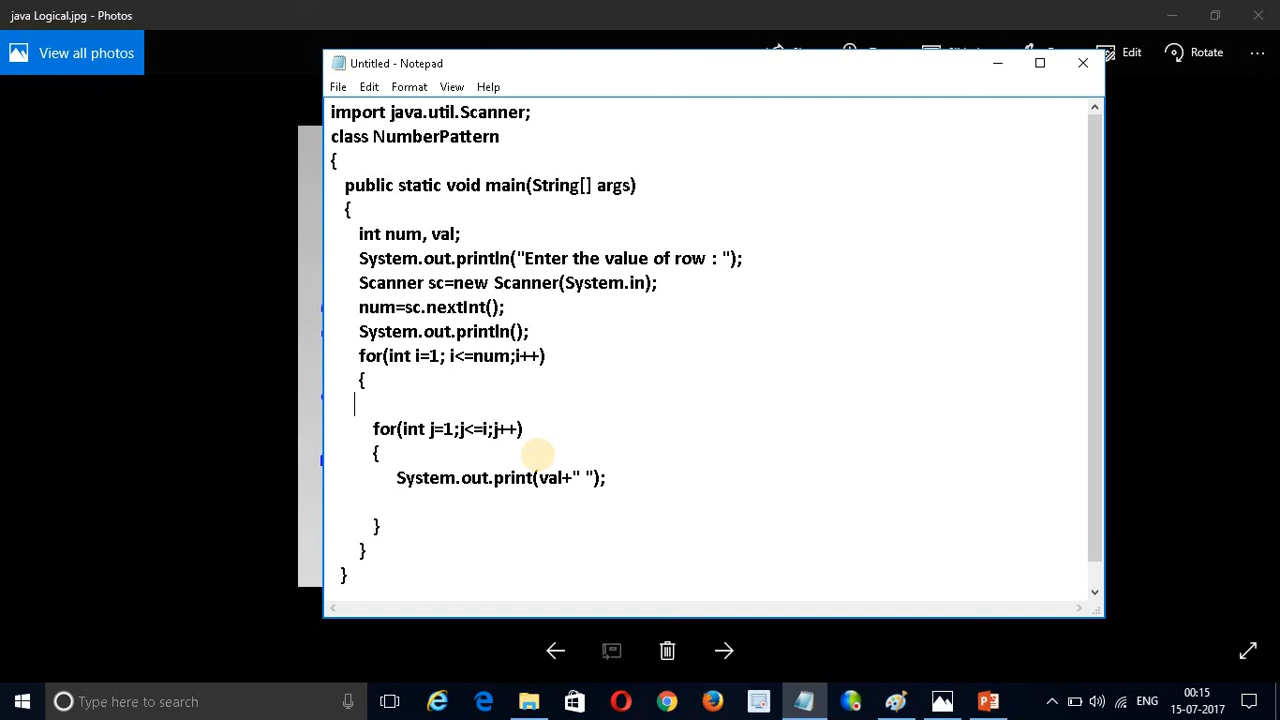 java Logical.jpg - Photos
View all photos
Edit
Rotate
Untitled - Notepad
File Edit Format View Help
import java.util.Scanner;
class NumberPattern
{
public static void main(String[] args)
{
int num, val;
System.out.println("Enter the value of row : ");
Scanner sc=new Scanner(System.in);
num=sc.nextInt();
System.out.println();
for(int i=1; i<=num;i++)
{
for(int j=1;j<=i;j++)
{
System.out.print(val+" ");
}
}
}
Type here to search
ENG
00:15
15-07-2017